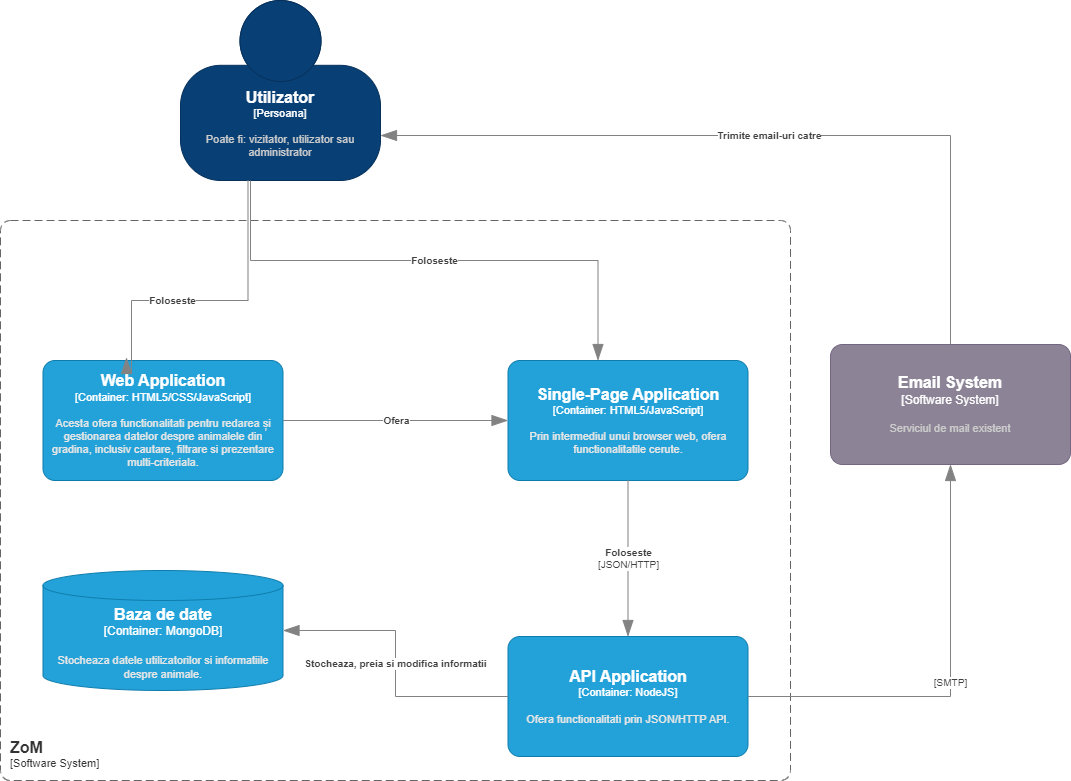 Utilizator
[Persoana]
Poate fi: vizitator, utilizator sau
administrator
Trimite email-uri catre
Foloseste
Foloseste
Web Application
[Container: HTML5/CSS/JavaScript]
Acesta ofera functionalitati pentru redarea și
gestionarea datelor despre animalele din
gradina, inclusiv cautare, filtrare si prezentare
multi-criteriala.
Ofera
Single-Page Application
[Container: HTML5/JavaScript]
Prin intermediul unui browser web, ofera
functionalitatile cerute.
Email System
[Software System]
Serviciul de mail existent
Foloseste
[JSON/HTTP]
Baza de date
[Container: MongoDB]
Stocheaza datele utilizatorilor si informatiile
despre animale.
Stocheaza, preia si modifica informatii
API Application
[Container: NodeJS]
Ofera functionalitati prin JSON/HTTP API.
[SMTP]
ZoM
[Software System]